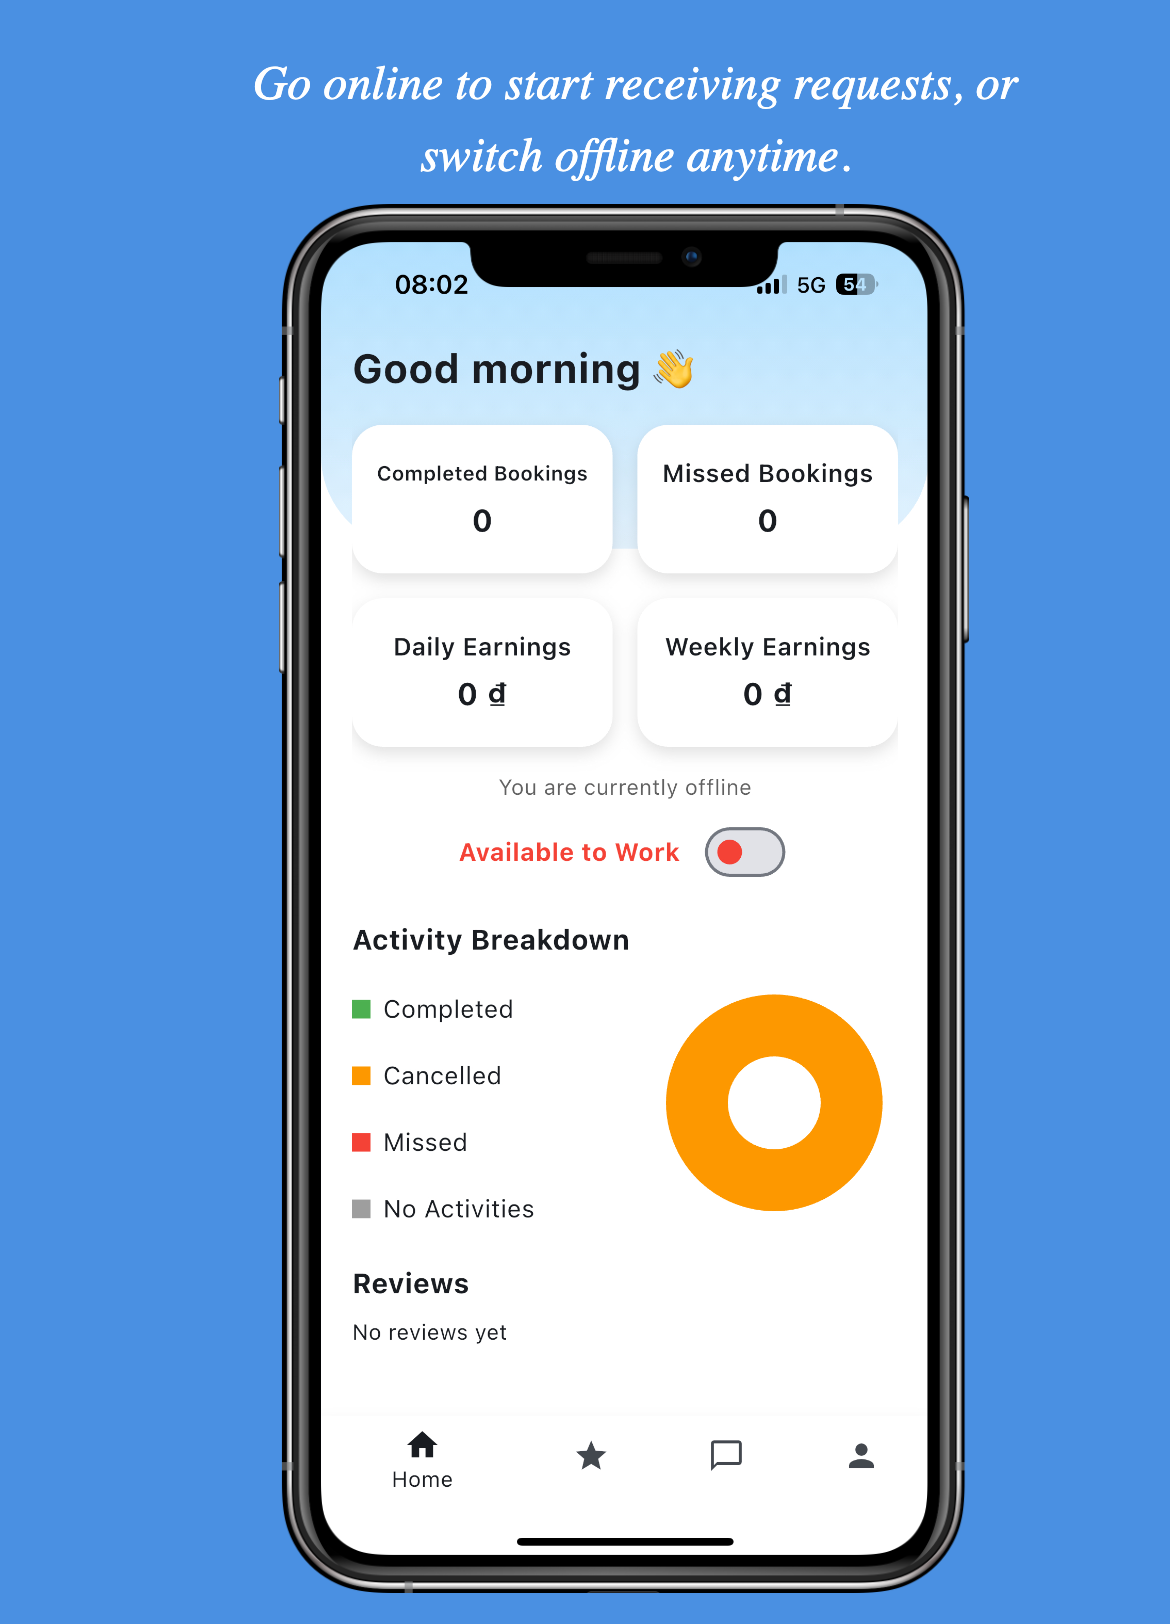 Go online to start receiving requests, or
switch offline anytime.
08:02 5G 54
Good morning 👋
Completed Bookings
0
Missed Bookings
0
Daily Earnings
0 ₫
Weekly Earnings
0 ₫
You are currently offline
Available to Work
Activity Breakdown
Completed
Cancelled
Missed
No Activities
Reviews
No reviews yet
Home